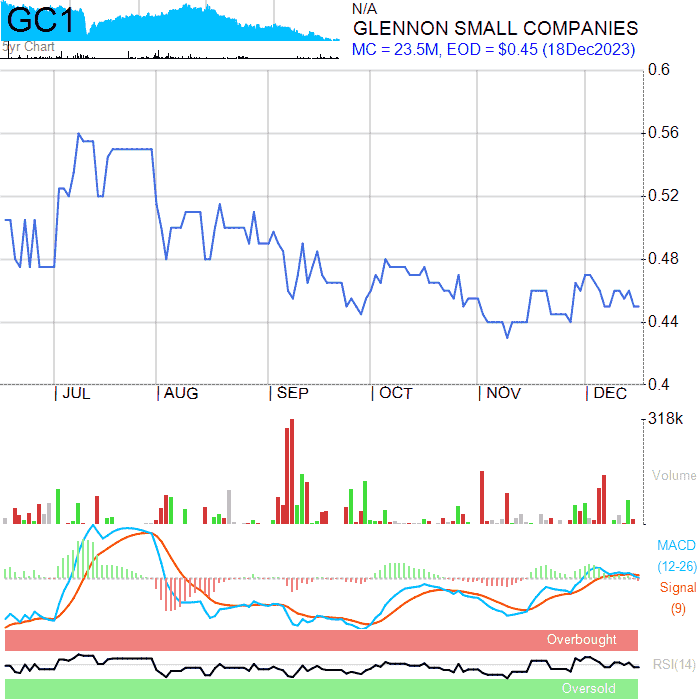 GC1
5yr Chart
N/A
GLENNON SMALL COMPANIES
MC = 23.5M, EOD = $0.45 (18Dec2023)
0.6
0.56
0.52
0.48
0.44
0.4
JUL AUG SEP OCT NOV DEC
318k
Volume
MACD
(12-26)
Signal
(9)
Overbought
RSI(14)
Oversold